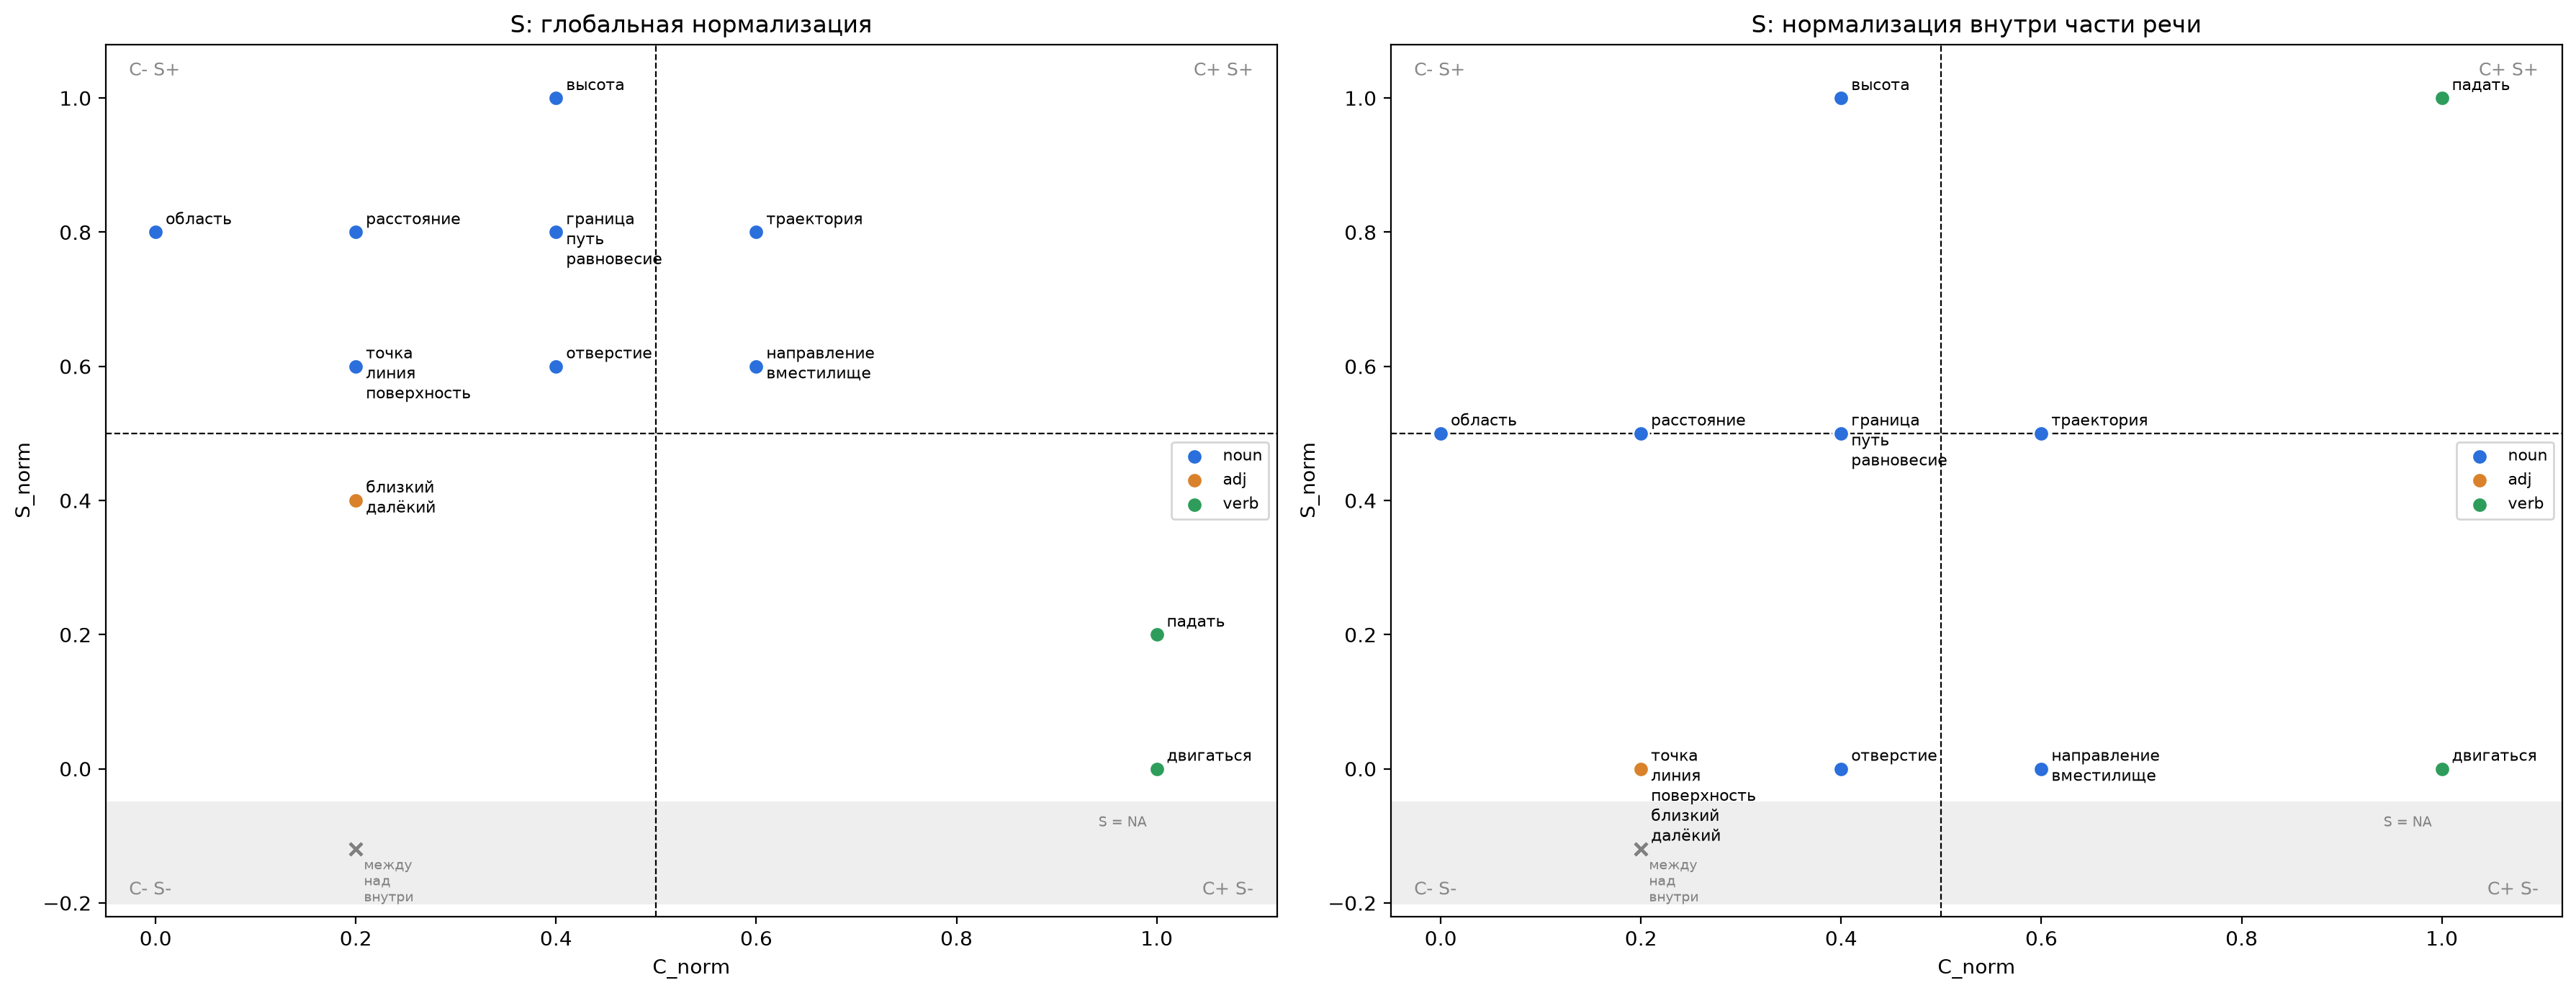 S: глобальная нормализация
C- S+
C+ S+
высота
1.0
область
расстояние
граница
путь
равновесие
траектория
0.8
точка
линия
поверхность
отверстие
направление
вместилище
0.6
noun
adj
verb
близкий
далёкий
0.4
S_norm
падать
0.2
двигаться
0.0
S = NA
между
над
внутри
C- S-
C+ S-
−0.2
0.0
0.2
0.4
0.6
0.8
1.0
C_norm
S: нормализация внутри части речи
C- S+
C+ S+
высота
падать
1.0
0.8
0.6
область
расстояние
граница
путь
равновесие
траектория
noun
adj
verb
0.4
S_norm
0.2
точка
линия
поверхность
близкий
далёкий
отверстие
направление
вместилище
двигаться
0.0
S = NA
между
над
внутри
C- S-
C+ S-
−0.2
0.0
0.2
0.4
0.6
0.8
1.0
C_norm